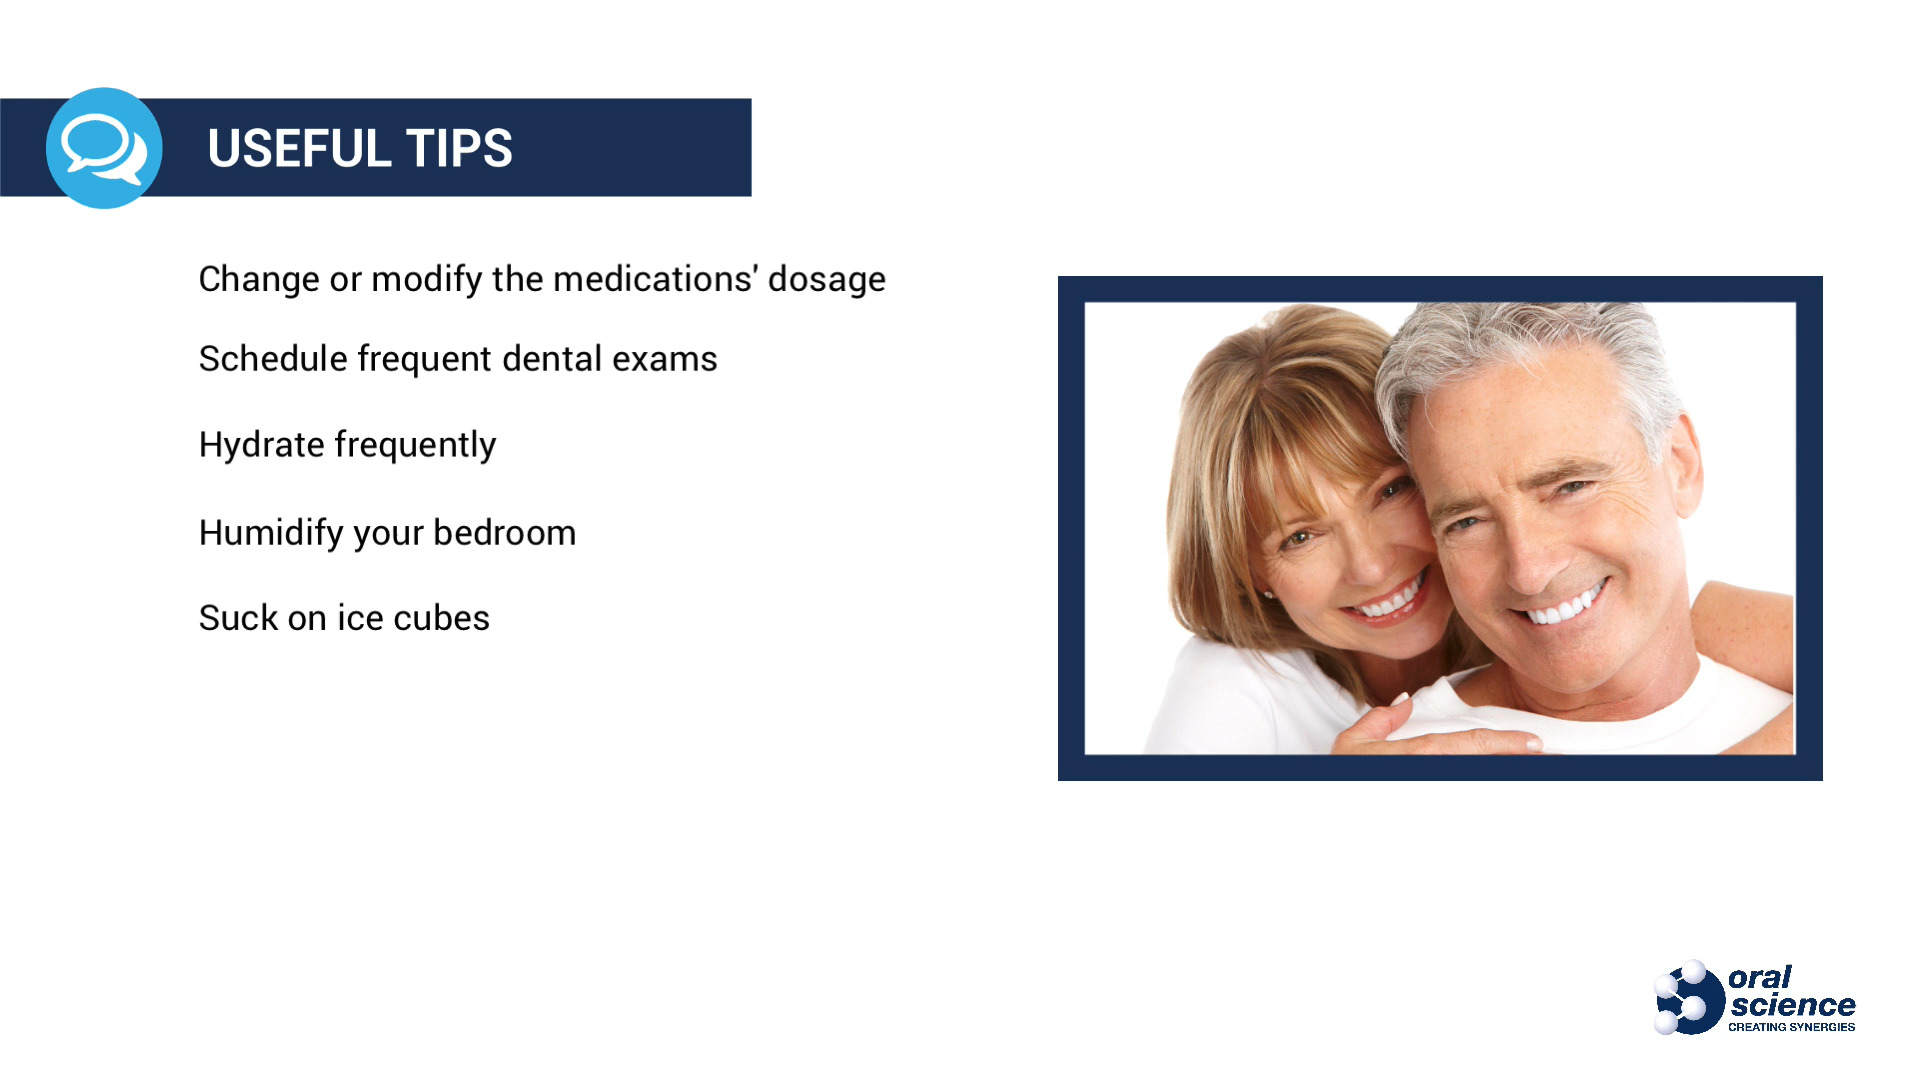 USEFUL TIPS
Change or modify the medications' dosage
Schedule frequent dental exams
Hydrate frequently
Humidify your bedroom
Suck on ice cubes
oral
science
CREATING SYNERGIES